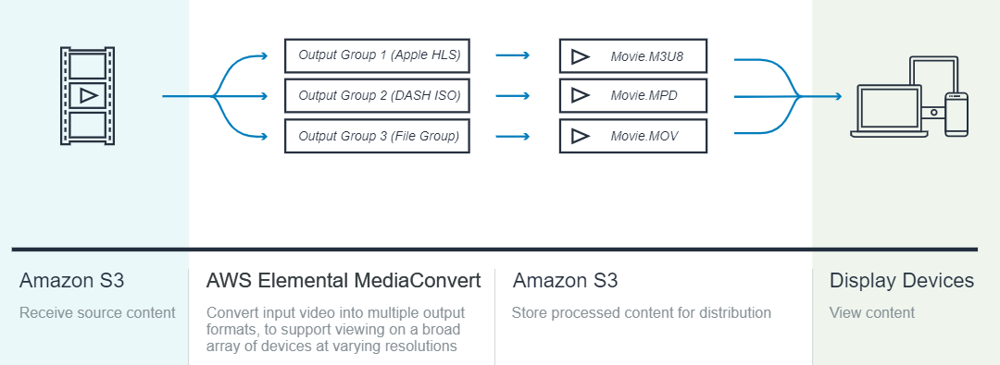 Output Group 1 (Apple HLS)
Movie.M3U8
Output Group 2 (DASH ISO)
Movie.MPD
Output Group 3 (File Group)
Movie.MOV
Amazon S3
Receive source content
AWS Elemental MediaConvert
Convert input video into multiple output
formats, to support viewing on a broad
array of devices at varying resolutions
Amazon S3
Store processed content for distribution
Display Devices
View content